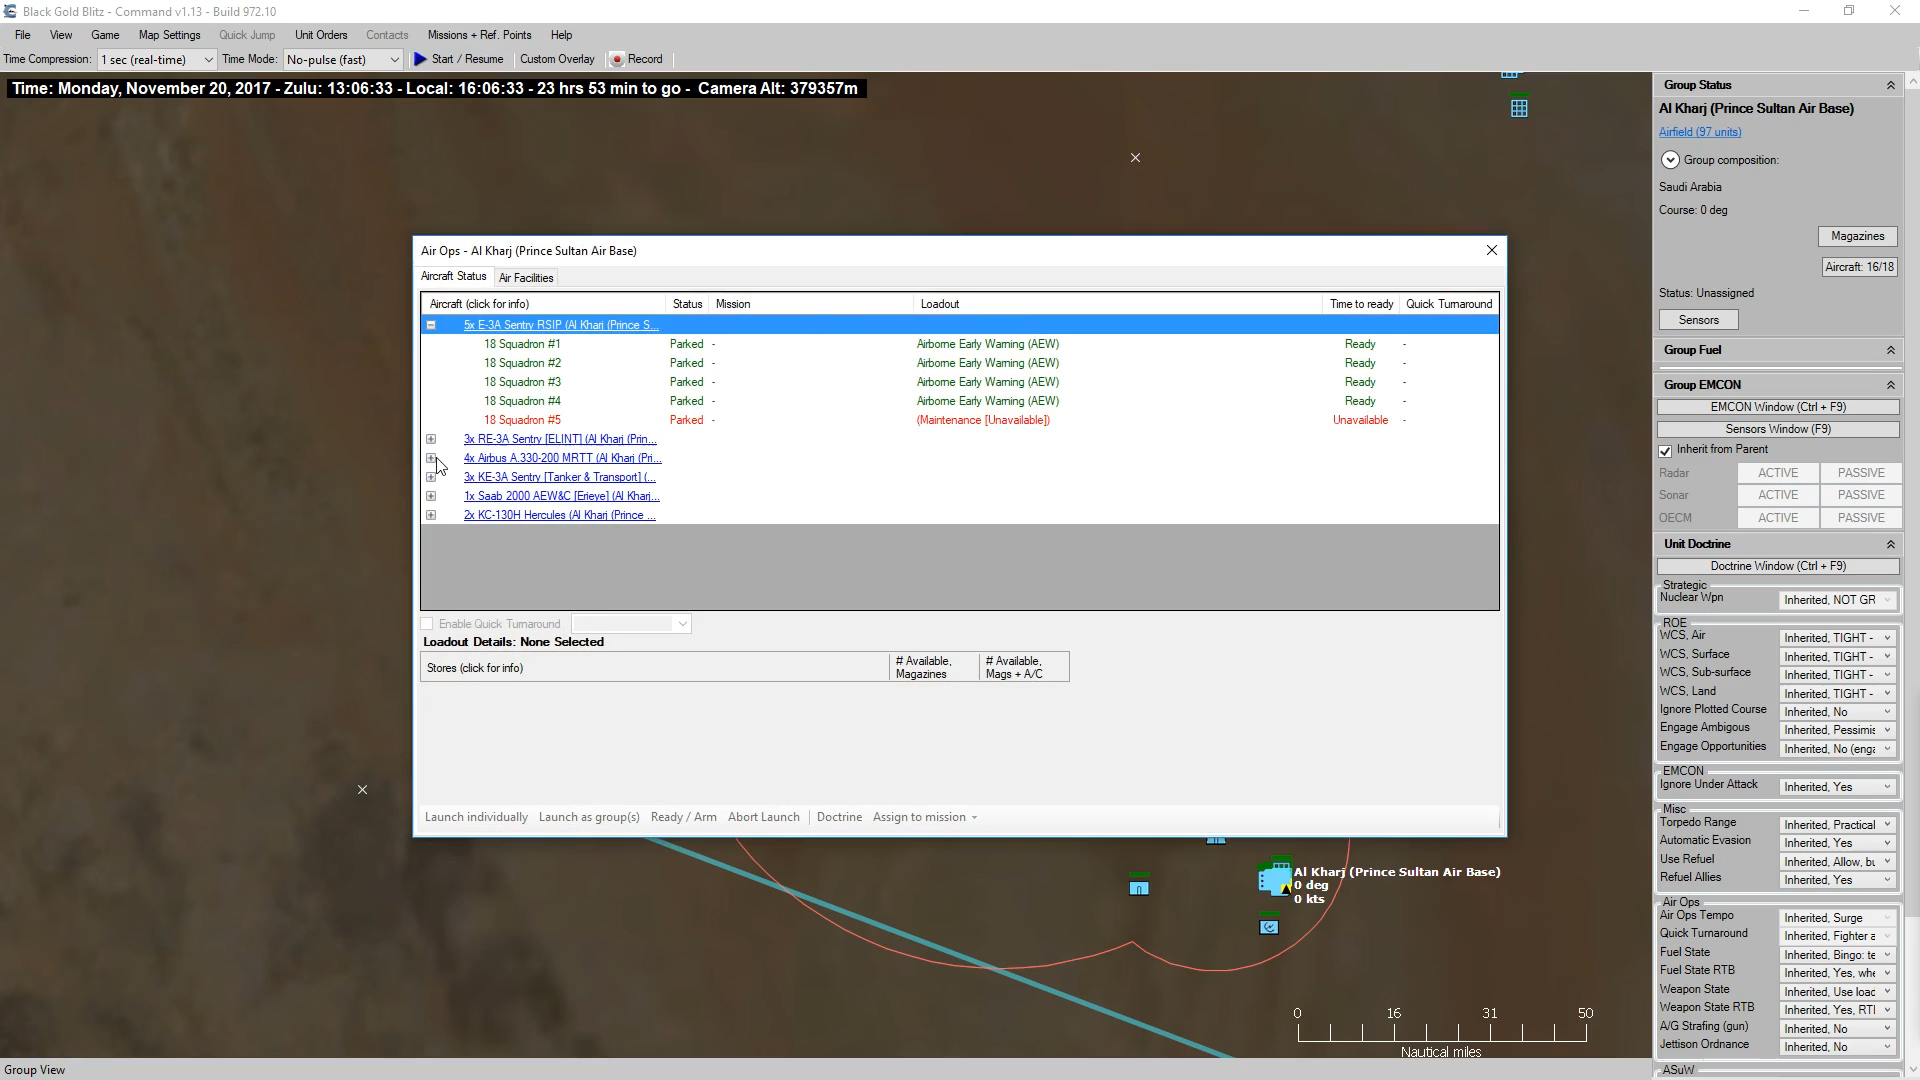 Black Gold Blitz - Command v1.13 - Build 972.10
File View Game Map Settings Quick Jump Unit Orders Contacts Missions + Ref. Points Help
Time Compression: 1 sec (real-time) Time Mode: No-pulse (fast) Start / Resume Custom Overlay Record
Time: Monday, November 20, 2017 - Zulu: 13:06:33 - Local: 16:06:33 - 23 hrs 53 min to go - Camera Alt: 379357m
Air Ops - Al Kharj (Prince Sultan Air Base)
Aircraft Status Air Facilities
Aircraft (click for info) Status Mission Loadout Time to ready Quick Turnaround
5x E-3A Sentry RSIP (Al Kharj (Prince S...
18 Squadron #1 Parked - Airborne Early Warning (AEW) Ready -
18 Squadron #2 Parked - Airborne Early Warning (AEW) Ready -
18 Squadron #3 Parked - Airborne Early Warning (AEW) Ready -
18 Squadron #4 Parked - Airborne Early Warning (AEW) Ready -
18 Squadron #5 Parked - (Maintenance [Unavailable]) Unavailable -
3x RE-3A Sentry [ELINT] (Al Kharj (Prin...
4x Airbus A.330-200 MRTT (Al Kharj (Pri...
3x KE-3A Sentry [Tanker & Transport] (...
1x Saab 2000 AEW&C [Erieye] (Al Kharj...
2x KC-130H Hercules (Al Kharj (Prince ...
Enable Quick Turnaround
Loadout Details: None Selected
Stores (click for info) # Available, Magazines # Available, Mags + A/C
Launch individually Launch as group(s) Ready / Arm Abort Launch Doctrine Assign to mission
Al Kharj (Prince Sultan Air Base)
0 deg
0 kts
0 16 31 50
Nautical miles
Group View
Group Status
Al Kharj (Prince Sultan Air Base)
Airfield (97 units)
Group composition:
Saudi Arabia
Course: 0 deg
Magazines
Aircraft: 16/18
Status: Unassigned
Sensors
Group Fuel
Group EMCON
EMCON Window (Ctrl + F9)
Sensors Window (F9)
Inherit from Parent
Radar ACTIVE PASSIVE
Sonar ACTIVE PASSIVE
OECM ACTIVE PASSIVE
Unit Doctrine
Doctrine Window (Ctrl + F9)
Strategic
Nuclear Wpn Inherited, NOT GR
ROE
WCS, Air Inherited, TIGHT -
WCS, Surface Inherited, TIGHT -
WCS, Sub-surface Inherited, TIGHT -
WCS, Land Inherited, TIGHT -
Ignore Plotted Course Inherited, No
Engage Ambigous Inherited, Pessimis
Engage Opportunities Inherited, No (enga
EMCON
Ignore Under Attack Inherited, Yes
Misc
Torpedo Range Inherited, Practical
Automatic Evasion Inherited, Yes
Use Refuel Inherited, Allow, bu
Refuel Allies Inherited, Yes
Air Ops
Air Ops Tempo Inherited, Surge
Quick Turnaround Inherited, Fighter a
Fuel State Inherited, Bingo: te
Fuel State RTB Inherited, Yes, whe
Weapon State Inherited, Use load
Weapon State RTB Inherited, Yes, RTI
A/G Strafing (gun) Inherited, No
Jettison Ordnance Inherited, No
ASuW